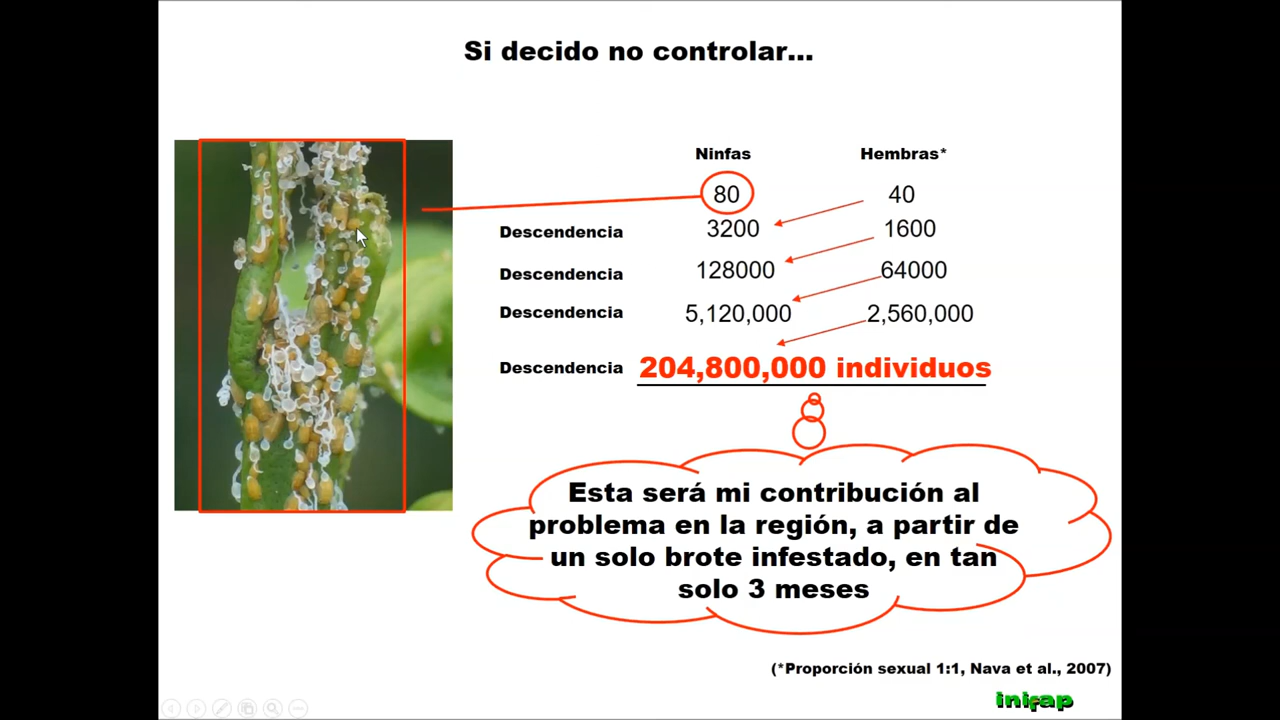 Si decido no controlar...
Ninfas Hembras*
80 40
Descendencia 3200 1600
Descendencia 128000 64000
Descendencia 5,120,000 2,560,000
Descendencia 204,800,000 individuos
Esta será mi contribución al
problema en la región, a partir de
un solo brote infestado, en tan
solo 3 meses
(*Proporción sexual 1:1, Nava et al., 2007)
inifap